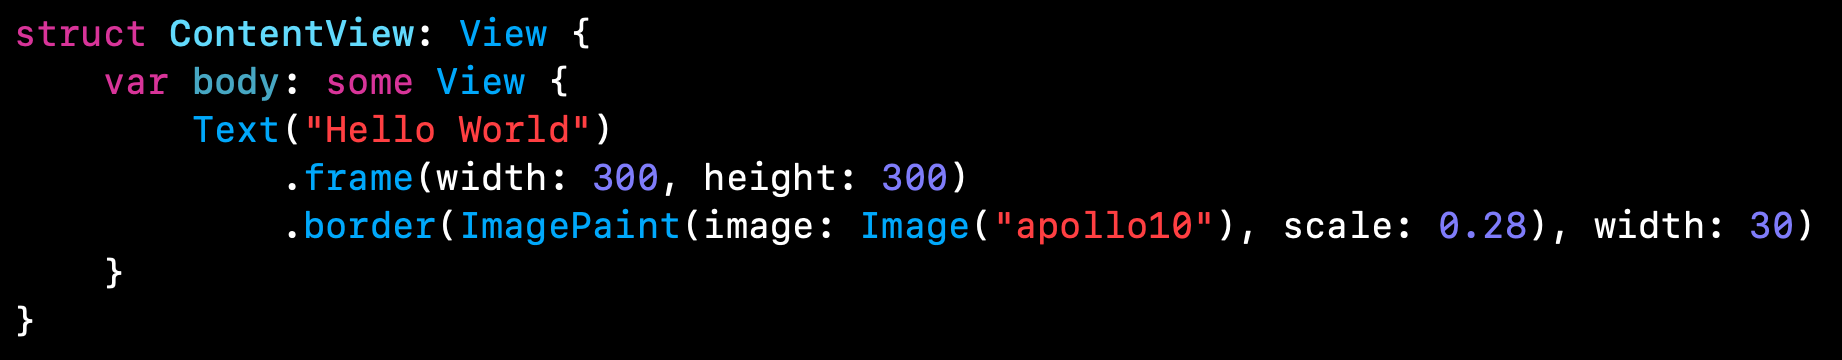 struct ContentView: View {
    var body: some View {
        Text("Hello World")
            .frame(width: 300, height: 300)
            .border(ImagePaint(image: Image("apollo10"), scale: 0.28), width: 30)
    }
}